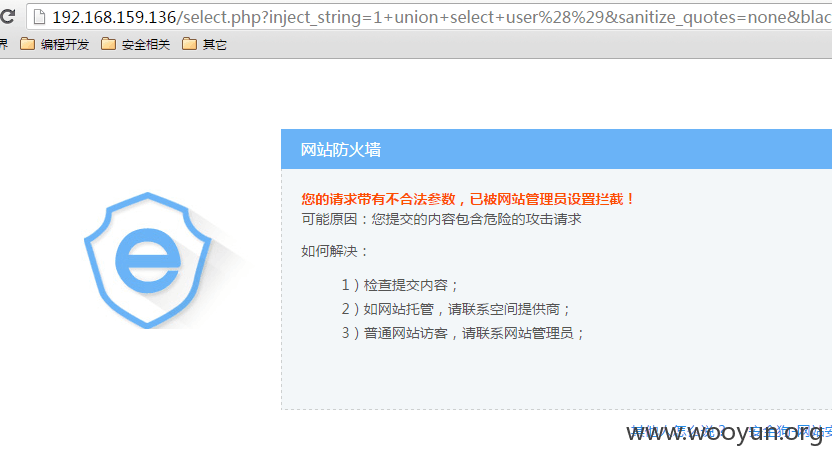 192.168.159.136/select.php?inject_string=1+union+select+user%28%29&sanitize_quotes=none&blac
界 编程开发 安全相关 其它
网站防火墙
您的请求带有不合法参数，已被网站管理员设置拦截！
可能原因：您提交的内容包含危险的攻击请求
如何解决：
1）检查提交内容；
2）如网站托管，请联系空间提供商；
3）普通网站访客，请联系网站管理员；
www.wooyun.org